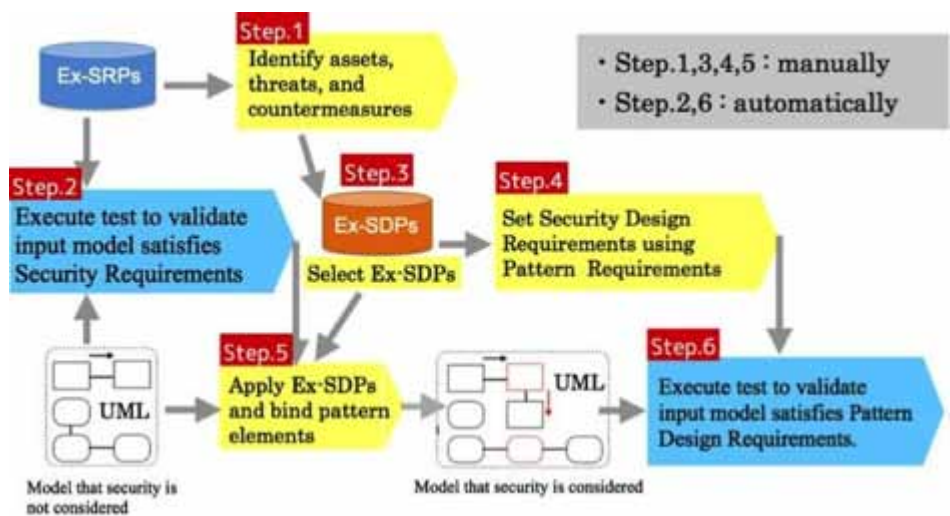 Step.1
Ex-SRPs
Identify assets,
threats, and
countermeasures
・Step.1,3,4,5 : manually
・Step.2,6 : automatically
Step.2
Execute test to validate
input model satisfies
Security Requirements
Step.3
Ex-SDPs
Select Ex-SDPs
Step.4
Set Security Design
Requirements using
Pattern Requirements
UML
Model that security is
not considered
Step.5
Apply Ex-SDPs
and bind pattern
elements
UML
Model that security is considered
Step.6
Execute test to validate
input model satisfies Pattern
Design Requirements.